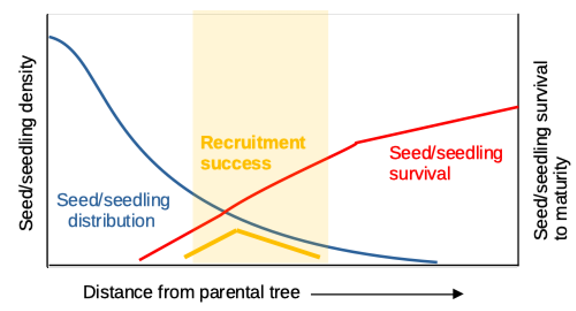 Seed/seedling density
Recruitment
success
Seed/seedling
distribution
Seed/seedling
survival
Seed/seedling survival
to maturity
Distance from parental tree